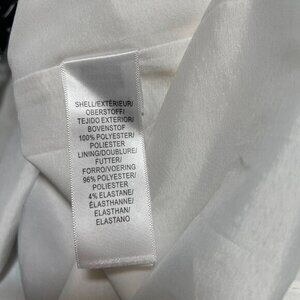 SHELL/EXTÉRIEUR/
OBERSTOFF/
TEJIDO EXTERIOR/
BOVENSTOF
100% POLYESTER/
POLIESTER
LINING/DOUBLURE/
FUTTER/
FORRO/VOERING
96% POLYESTER/
POLIESTER
4% ELASTANE/
ÉLASTHANNE/
ELASTHAN/
ELASTANO